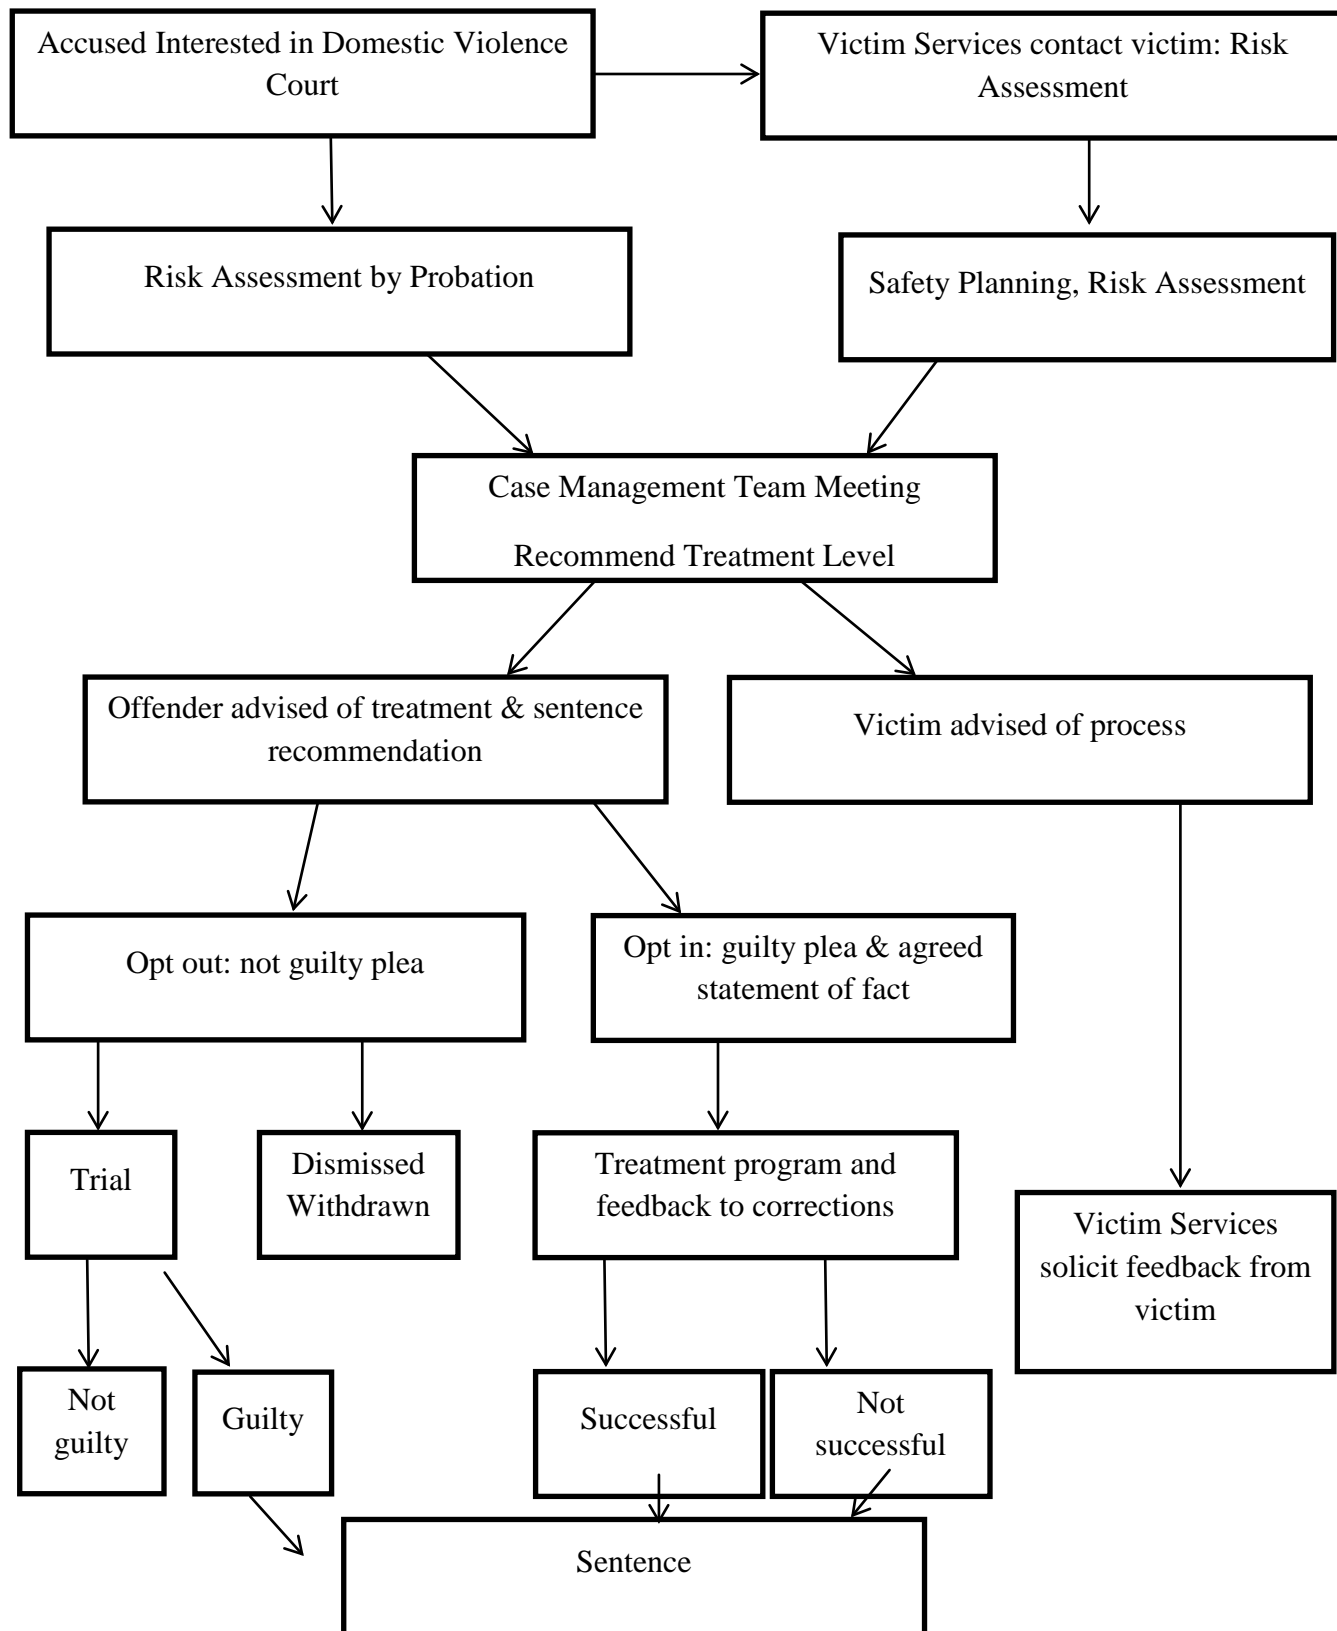 Accused Interested in Domestic Violence
Court
Victim Services contact victim: Risk
Assessment
Risk Assessment by Probation
Safety Planning, Risk Assessment
Case Management Team Meeting
Recommend Treatment Level
Offender advised of treatment & sentence
recommendation
Victim advised of process
Opt out: not guilty plea
Opt in: guilty plea & agreed
statement of fact
Trial
Dismissed
Withdrawn
Treatment program and
feedback to corrections
Victim Services
solicit feedback from
victim
Not
guilty
Guilty
Successful
Not
successful
Sentence